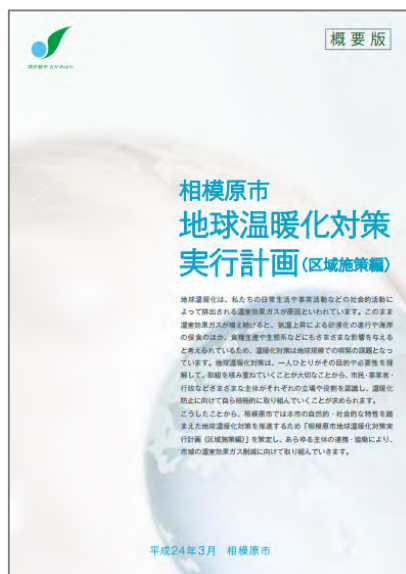 概要版
潤水都市 さがみはら
相模原市
地球温暖化対策
実行計画(区域施策編)
地球温暖化は、私たちの日常生活や事業活動などの社会的活動に
よって排出される温室効果ガスが原因といわれています。このまま
温室効果ガスが増え続けると、気温上昇による砂漠化の進行や海岸
の侵食のほか、食糧生産や生態系などにもさまざまな影響を与える
と考えられているため、温暖化対策は地球規模での喫緊の課題となっ
ています。地球温暖化対策は、一人ひとりがその目的や必要性を理
解して、取組を積み重ねていくことが大切なことから、市民・事業者・
行政などさまざまな主体がそれぞれの立場や役割を認識し、温暖化
防止に向けて自ら積極的に取り組んでいくことが求められます。
こうしたことから、相模原市では本市の自然的・社会的な特性を踏
まえた地球温暖化対策を推進するため「相模原市地球温暖化対策実
行計画(区域施策編)」を策定し、あらゆる主体の連携・協働により、
市域の温室効果ガス削減に向けて取り組んでいきます。
平成24年3月 相模原市